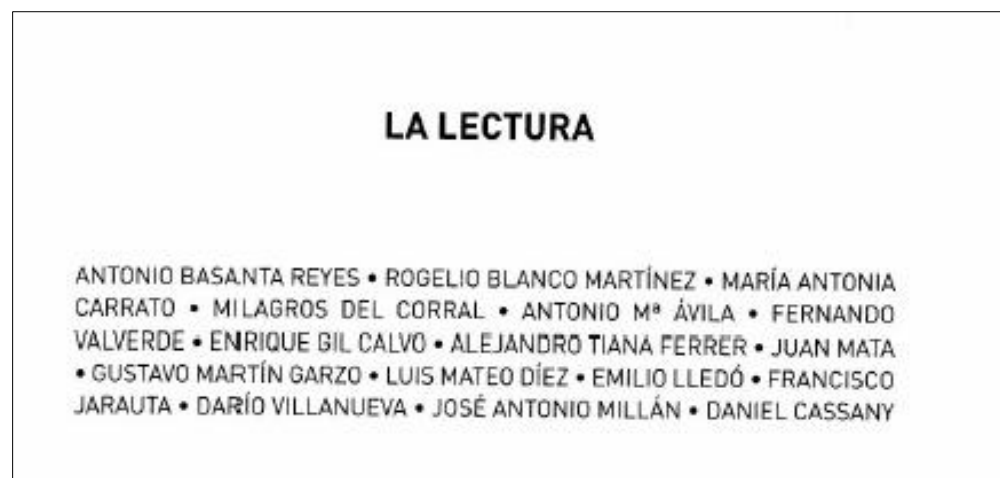 LA LECTURA
ANTONIO BASANTA REYES • ROGELIO BLANCO MARTÍNEZ • MARÍA ANTONIA
CARRATO • MILAGROS DEL CORRAL • ANTONIO Mª ÁVILA • FERNANDO
VALVERDE • ENRIQUE GIL CALVO • ALEJANDRO TIANA FERRER • JUAN MATA
• GUSTAVO MARTÍN GARZO • LUIS MATEO DÍEZ • EMILIO LLEDÓ • FRANCISCO
JARAUTA • DARÍO VILLANUEVA • JOSÉ ANTONIO MILLÁN • DANIEL CASSANY